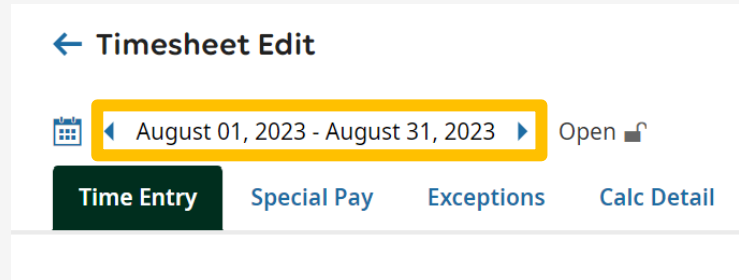 Timesheet Edit
August 01, 2023 - August 31, 2023 Open
Time Entry Special Pay Exceptions Calc Detail